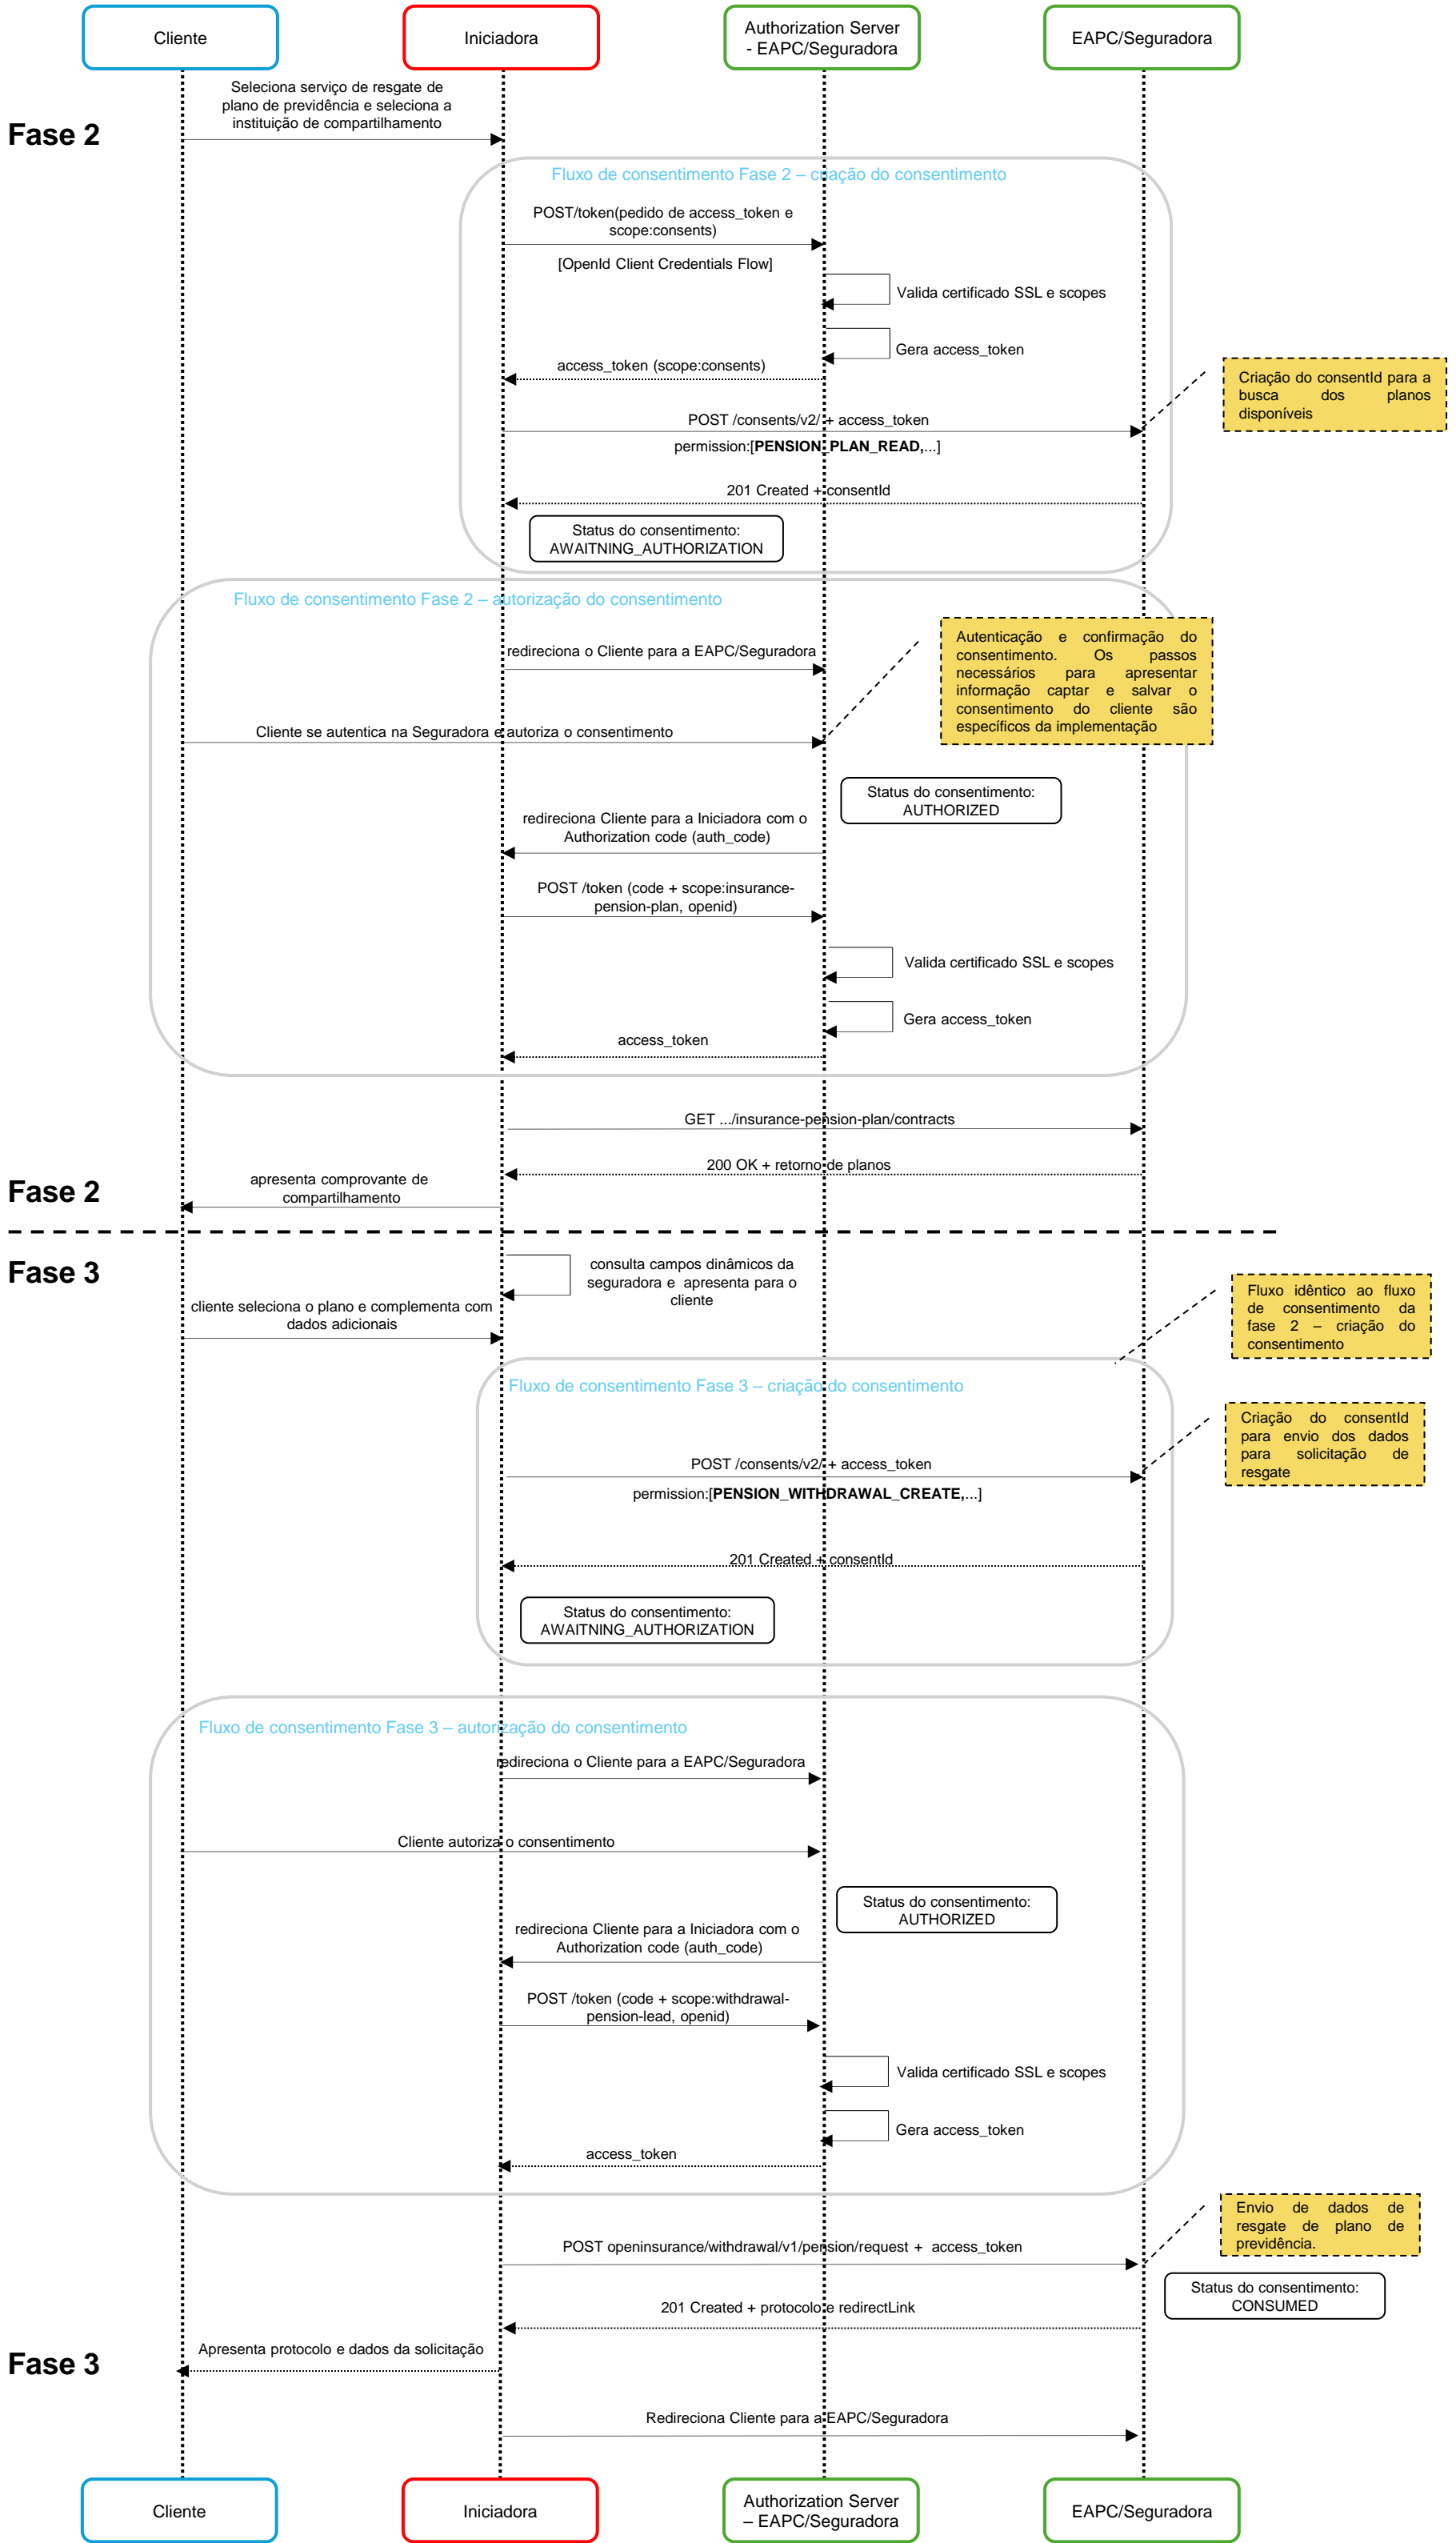 Cliente
Iniciadora
Authorization Server
- EAPC/Seguradora
EAPC/Seguradora
Seleciona serviço de resgate de
plano de previdência e seleciona a
instituição de compartilhamento
Fase 2
Fluxo de consentimento Fase 2 – criação do consentimento
POST/token(pedido de access_token e
scope:consents)
[OpenId Client Credentials Flow]
Valida certificado SSL e scopes
Gera access_token
access_token (scope:consents)
Criação do consentId para a
busca dos planos
disponíveis
POST /consents/v2/ + access_token
permission:[PENSION_PLAN_READ,...]
201 Created + consentId
Status do consentimento:
AWAITNING_AUTHORIZATION
Fluxo de consentimento Fase 2 – autorização do consentimento
redireciona o Cliente para a EAPC/Seguradora
Autenticação e confirmação do
consentimento. Os passos
necessários para apresentar
informação captar e salvar o
consentimento do cliente são
específicos da implementação
Cliente se autentica na Seguradora e autoriza o consentimento
Status do consentimento:
AUTHORIZED
redireciona Cliente para a Iniciadora com o
Authorization code (auth_code)
POST /token (code + scope:insurance-
pension-plan, openid)
Valida certificado SSL e scopes
Gera access_token
access_token
GET .../insurance-pension-plan/contracts
200 OK + retorno de planos
apresenta comprovante de
compartilhamento
Fase 2
Fase 3
consulta campos dinâmicos da
seguradora e apresenta para o
cliente
cliente seleciona o plano e complementa com
dados adicionais
Fluxo idêntico ao fluxo
de consentimento da
fase 2 – criação do
consentimento
Fluxo de consentimento Fase 3 – criação do consentimento
Criação do consentId
para envio dos dados
para solicitação de
resgate
POST /consents/v2/ + access_token
permission:[PENSION_WITHDRAWAL_CREATE,...]
201 Created + consentId
Status do consentimento:
AWAITNING_AUTHORIZATION
Fluxo de consentimento Fase 3 – autorização do consentimento
redireciona o Cliente para a EAPC/Seguradora
Cliente autoriza o consentimento
Status do consentimento:
AUTHORIZED
redireciona Cliente para a Iniciadora com o
Authorization code (auth_code)
POST /token (code + scope:withdrawal-
pension-lead, openid)
Valida certificado SSL e scopes
Gera access_token
access_token
Envio de dados de
resgate de plano de
previdência.
POST openinsurance/withdrawal/v1/pension/request + access_token
Status do consentimento:
CONSUMED
201 Created + protocolo e redirectLink
Apresenta protocolo e dados da solicitação
Fase 3
Redireciona Cliente para a EAPC/Seguradora
Cliente
Iniciadora
Authorization Server
– EAPC/Seguradora
EAPC/Seguradora